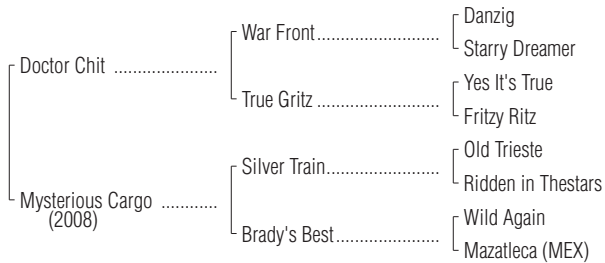 Danzig
War Front........................
Starry Dreamer
Doctor Chit ....................
Yes It's True
True Gritz .......................
Fritzy Ritz
Old Trieste
Silver Train.......................
Ridden in Thestars
Mysterious Cargo ...........
(2008)
Wild Again
Brady's Best.....................
Mazatleca (MEX)